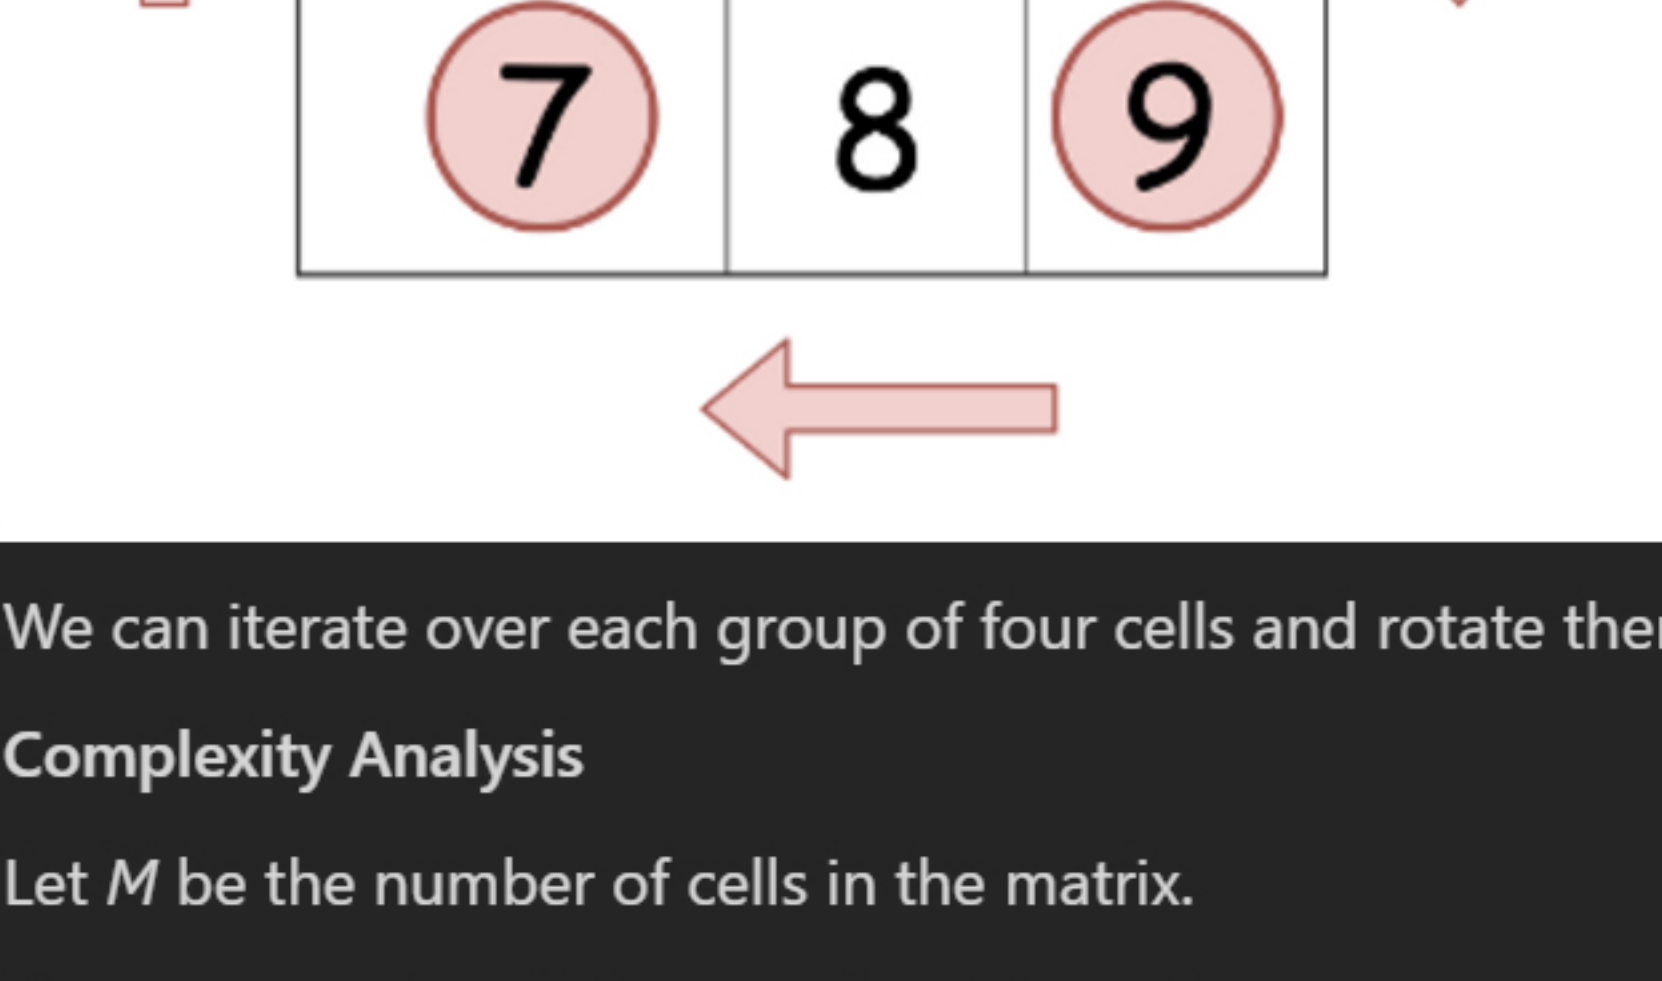 7 8 9
We can iterate over each group of four cells and rotate
Complexity Analysis
Let M be the number of cells in the matrix.